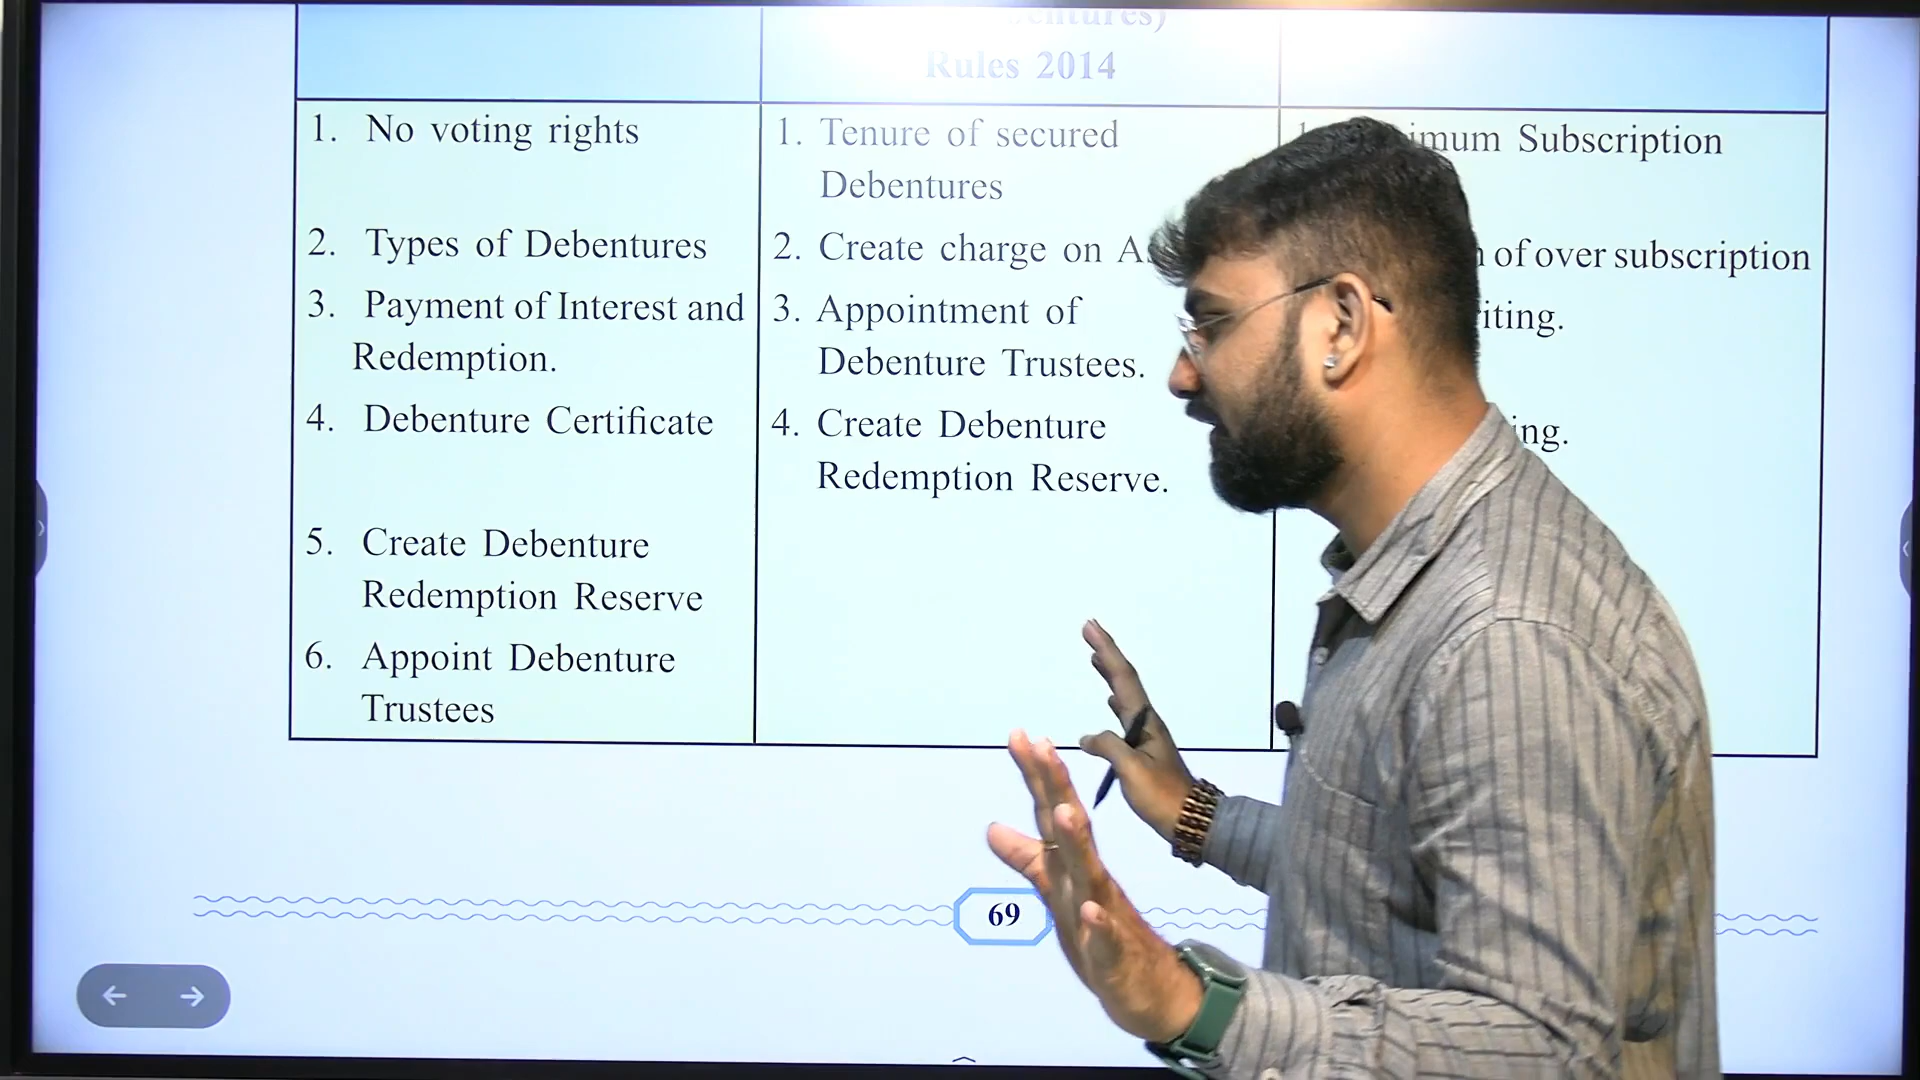 Rules 2014
1. No voting rights
2. Types of Debentures
3. Payment of Interest and
Redemption.
4. Debenture Certificate
5. Create Debenture
Redemption Reserve
6. Appoint Debenture
Trustees
1. Tenure of secured
Debentures
2. Create charge on
3. Appointment of
Debenture Trustees.
4. Create Debenture
Redemption Reserve.
Subscription
of over subscription
69